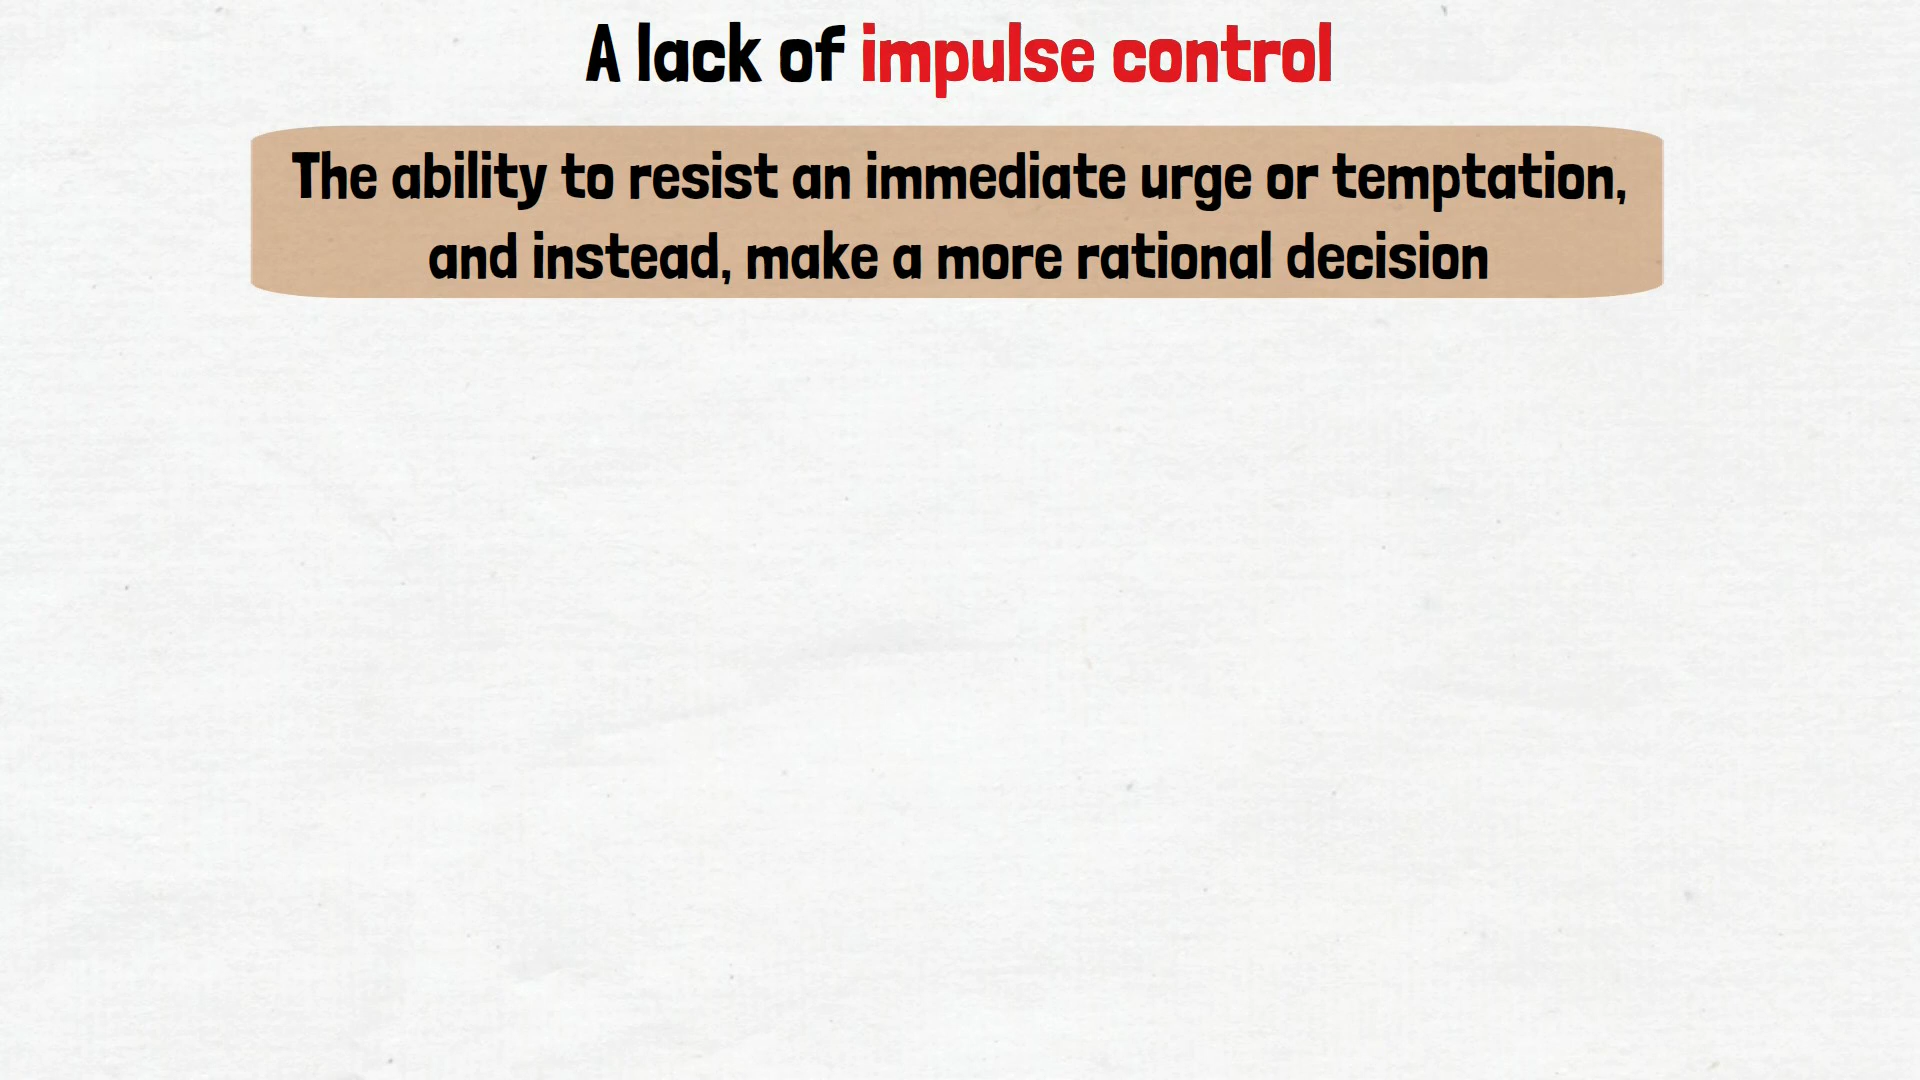 A lack of impulse control
The ability to resist an immediate urge or temptation,
and instead, make a more rational decision